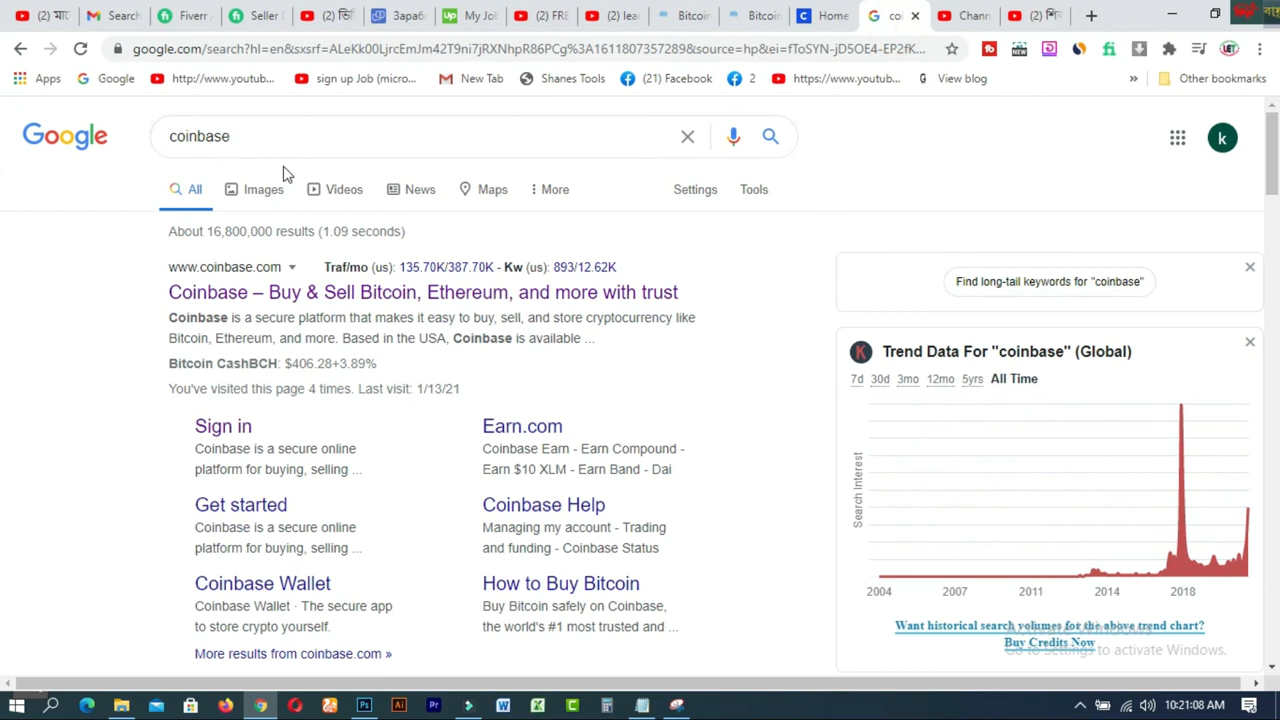 (2) মাে
Search
Fiverr
Seller D
(2) ভি
3apaб
My Job
(2) FRE
(2) lea
Bitcoin
Bitcoin
Home
coi
Chann
google.com/search?hl=en&sxsrf=ALeKk00LjrcEmJm42T9ni7jRXNhpR86PCg%3A1611807357289&source=hp&ei=fToSYN-jD5OE4-EP2fK...
Apps
Google
http://www.youtub...
sign up Job (micro...
New Tab
Shanes Tools
(21) Facebook
2
https://www.youtub...
View blog
»
Other bookmarks
Google
coinbase
k
All
Images
Videos
News
Maps
More
Settings
Tools
About 16,800,000 results (1.09 seconds)
www.coinbase.com Traf/mo (us): 135.70K/387.70K - Kw (us): 893/12.62K
Coinbase – Buy & Sell Bitcoin, Ethereum, and more with trust
Coinbase is a secure platform that makes it easy to buy, sell, and store cryptocurrency like
Bitcoin, Ethereum, and more. Based in the USA, Coinbase is available ...
Bitcoin CashBCH: $406.28+3.89%
You've visited this page 4 times. Last visit: 1/13/21
Sign in
Coinbase is a secure online
platform for buying, selling ...
Earn.com
Coinbase Earn - Earn Compound -
Earn $10 XLM - Earn Band - Dai
Get started
Coinbase is a secure online
platform for buying, selling ...
Coinbase Help
Managing my account - Trading
and funding - Coinbase Status
Coinbase Wallet
Coinbase Wallet · The secure app
to store crypto yourself.
How to Buy Bitcoin
Buy Bitcoin safely on Coinbase,
the world's #1 most trusted and ...
More results from coinbase.com »
Find long-tail keywords for "coinbase"
Trend Data For "coinbase" (Global)
7d 30d 3mo 12mo 5yrs All Time
Search Interest
2004 2007 2011 2014 2018
Want historical search volumes for the above trend chart?
Buy Credits Now
Activate Windows
Go to Settings to activate Windows.
10:21:08 AM